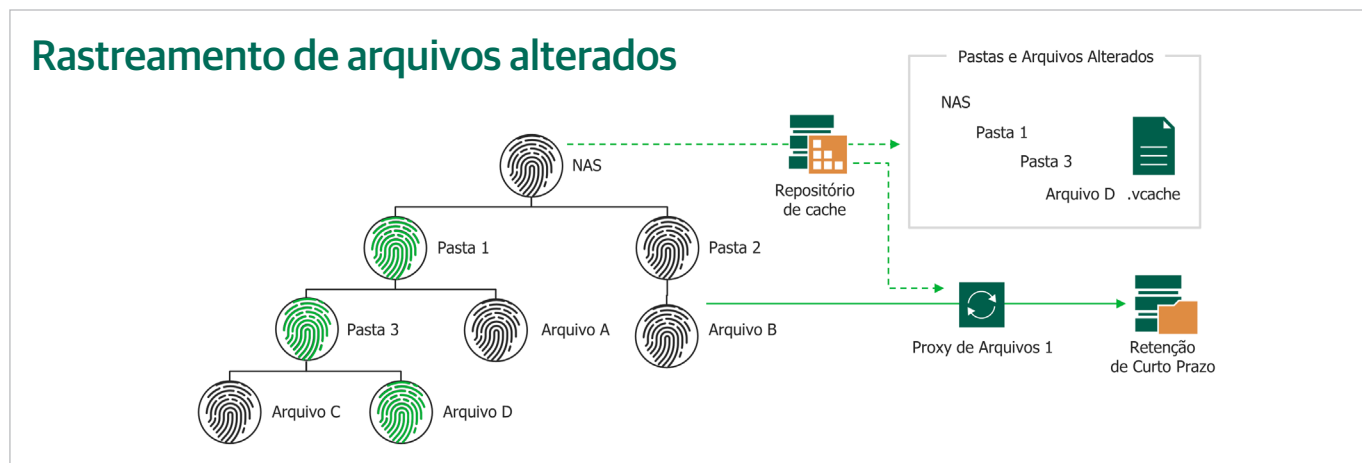 Rastreamento de arquivos alterados
Pastas e Arquivos Alterados
NAS
Pasta 1
Pasta 3
Arquivo D .vcache
NAS
Repositório
de cache
Pasta 1
Pasta 2
Pasta 3
Arquivo A
Arquivo B
Arquivo C
Arquivo D
Proxy de Arquivos 1
Retenção
de Curto Prazo